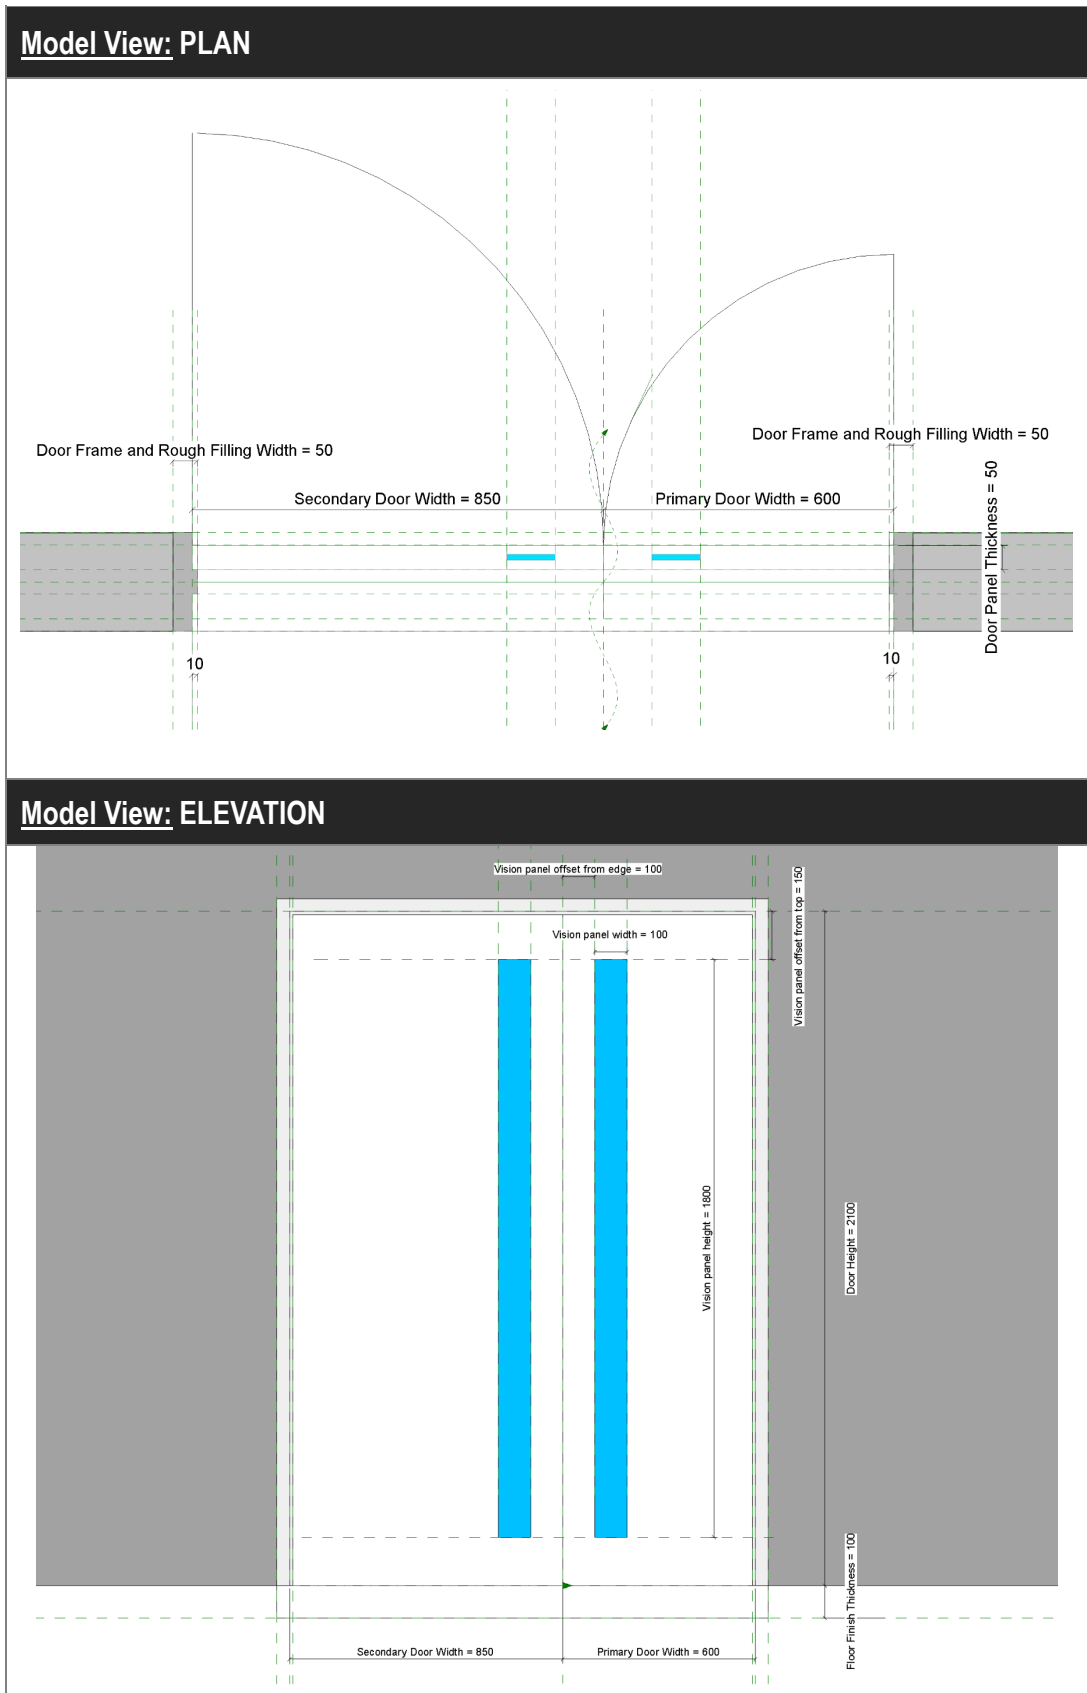 Model View: PLAN
Door Frame and Rough Filling Width = 50
Door Frame and Rough Filling Width = 50
Secondary Door Width = 850
Primary Door Width = 600
Door Panel Thickness = 50
10
10
Model View: ELEVATION
Vision panel offset from edge = 100
Vision panel offset from top = 150
Vision panel width = 100
Vision panel height = 1800
Door Height = 2100
Floor Finish Thickness = 100
Secondary Door Width = 850
Primary Door Width = 600